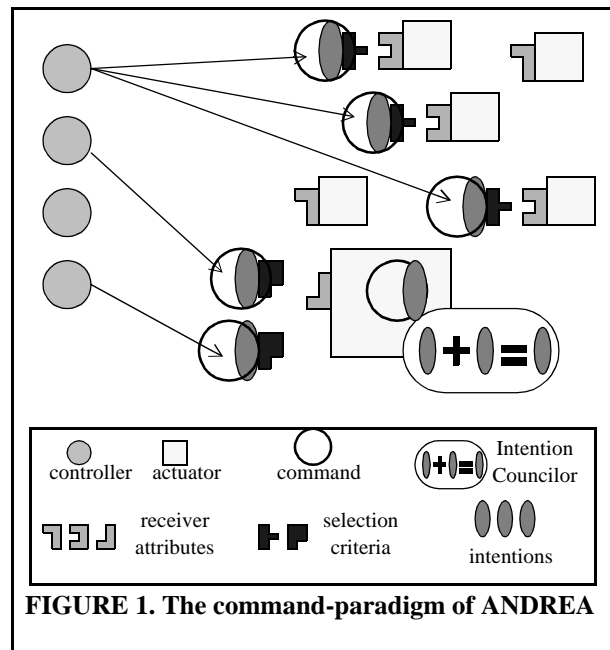 controller
actuator
command
Intention
Councilor
receiver
attributes
selection
criteria
intentions
FIGURE 1. The command-paradigm of ANDREA